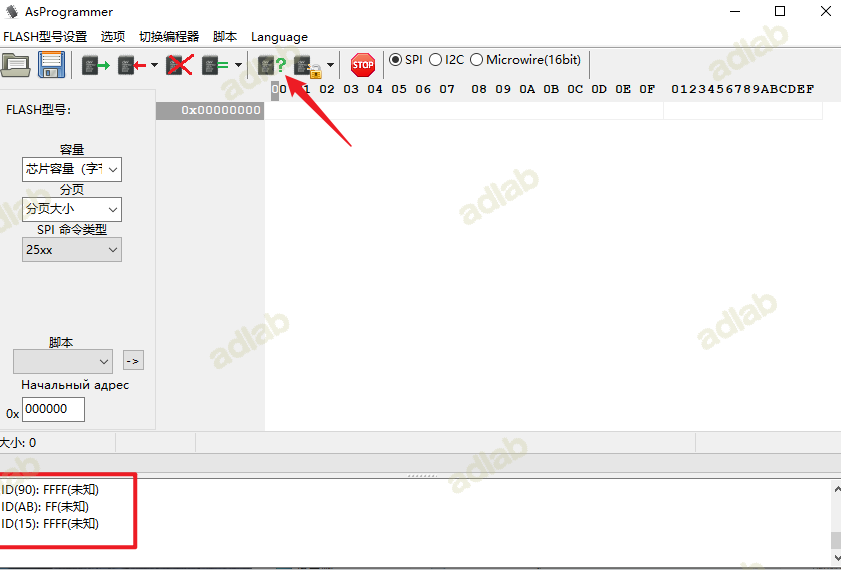 AsProgrammer
FLASH型号设置 选项 切换编程器 脚本 Language
? STOP SPI I2C Microwire(16bit)
00 01 02 03 04 05 06 07 08 09 0A 0B 0C 0D 0E 0F 0123456789ABCDEF
FLASH型号:
0x00000000
容量
芯片容量（字节
分页
分页大小
SPI 命令类型
25xx
脚本
->
Начальный адрес
0x 000000
大小: 0
ID(90): FFFF(未知)
ID(AB): FF(未知)
ID(15): FFFF(未知)
adlab
adlab
adlab
adlab
adlab
adlab
adlab
adlab